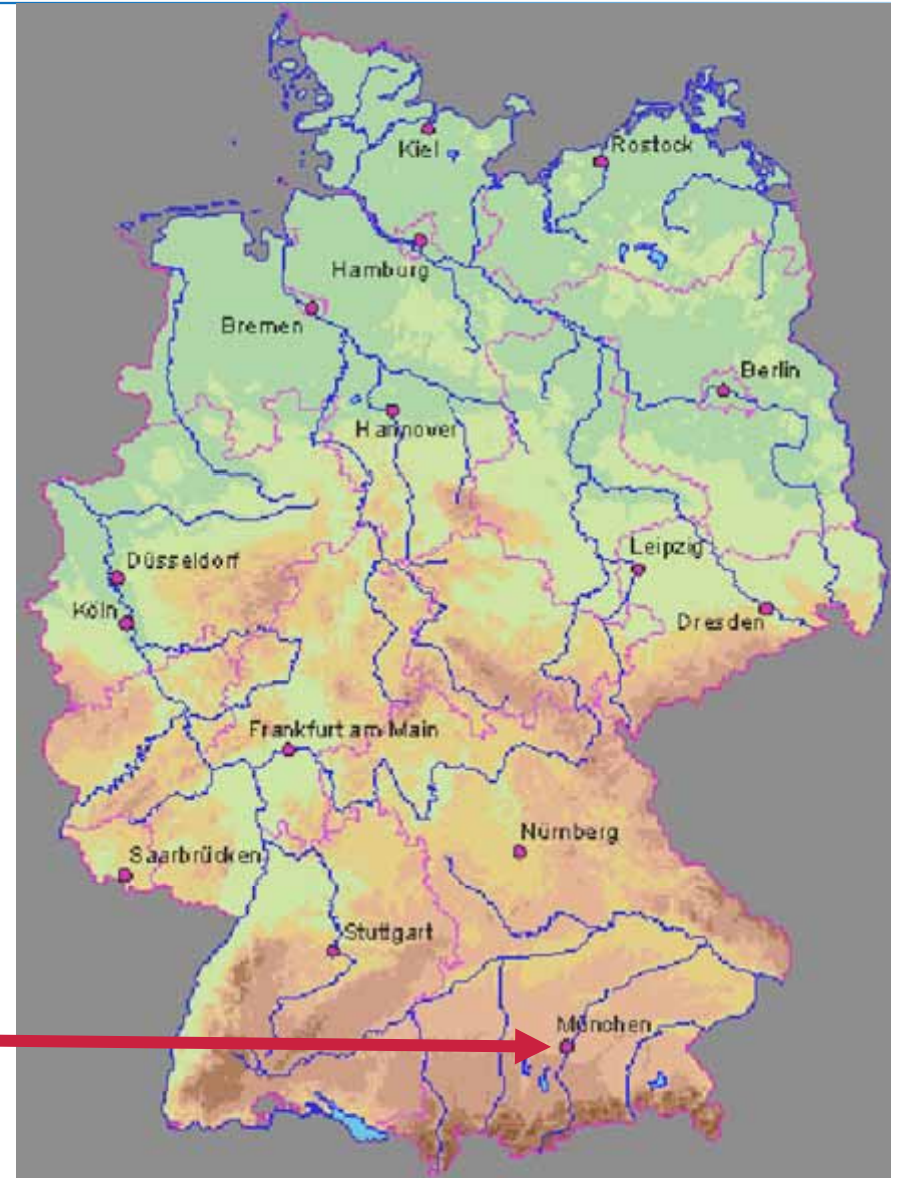 Kiel
Rostock
Hamburg
Bremen
Berlin
Hannover
Leipzig
Düsseldorf
Köln
Dresden
Frankfurt am Main
Nürnberg
Saarbrücken
Stuttgart
München